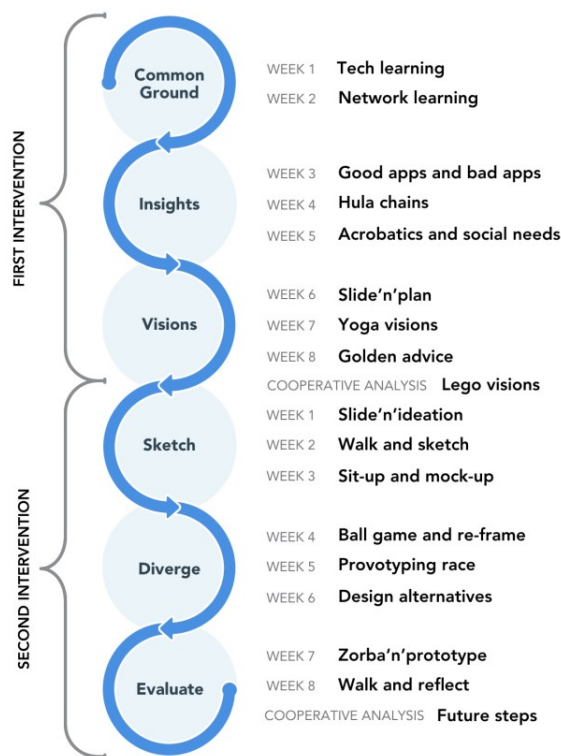 FIRST INTERVENTION
Common
Ground
WEEK 1 Tech learning
WEEK 2 Network learning
Insights
WEEK 3 Good apps and bad apps
WEEK 4 Hula chains
WEEK 5 Acrobatics and social needs
Visions
WEEK 6 Slide'n'plan
WEEK 7 Yoga visions
WEEK 8 Golden advice
COOPERATIVE ANALYSIS Lego visions
SECOND INTERVENTION
Sketch
WEEK 1 Slide'n'ideation
WEEK 2 Walk and sketch
WEEK 3 Sit-up and mock-up
Diverge
WEEK 4 Ball game and re-frame
WEEK 5 Provotyping race
WEEK 6 Design alternatives
Evaluate
WEEK 7 Zorba'n'prototype
WEEK 8 Walk and reflect
COOPERATIVE ANALYSIS Future steps